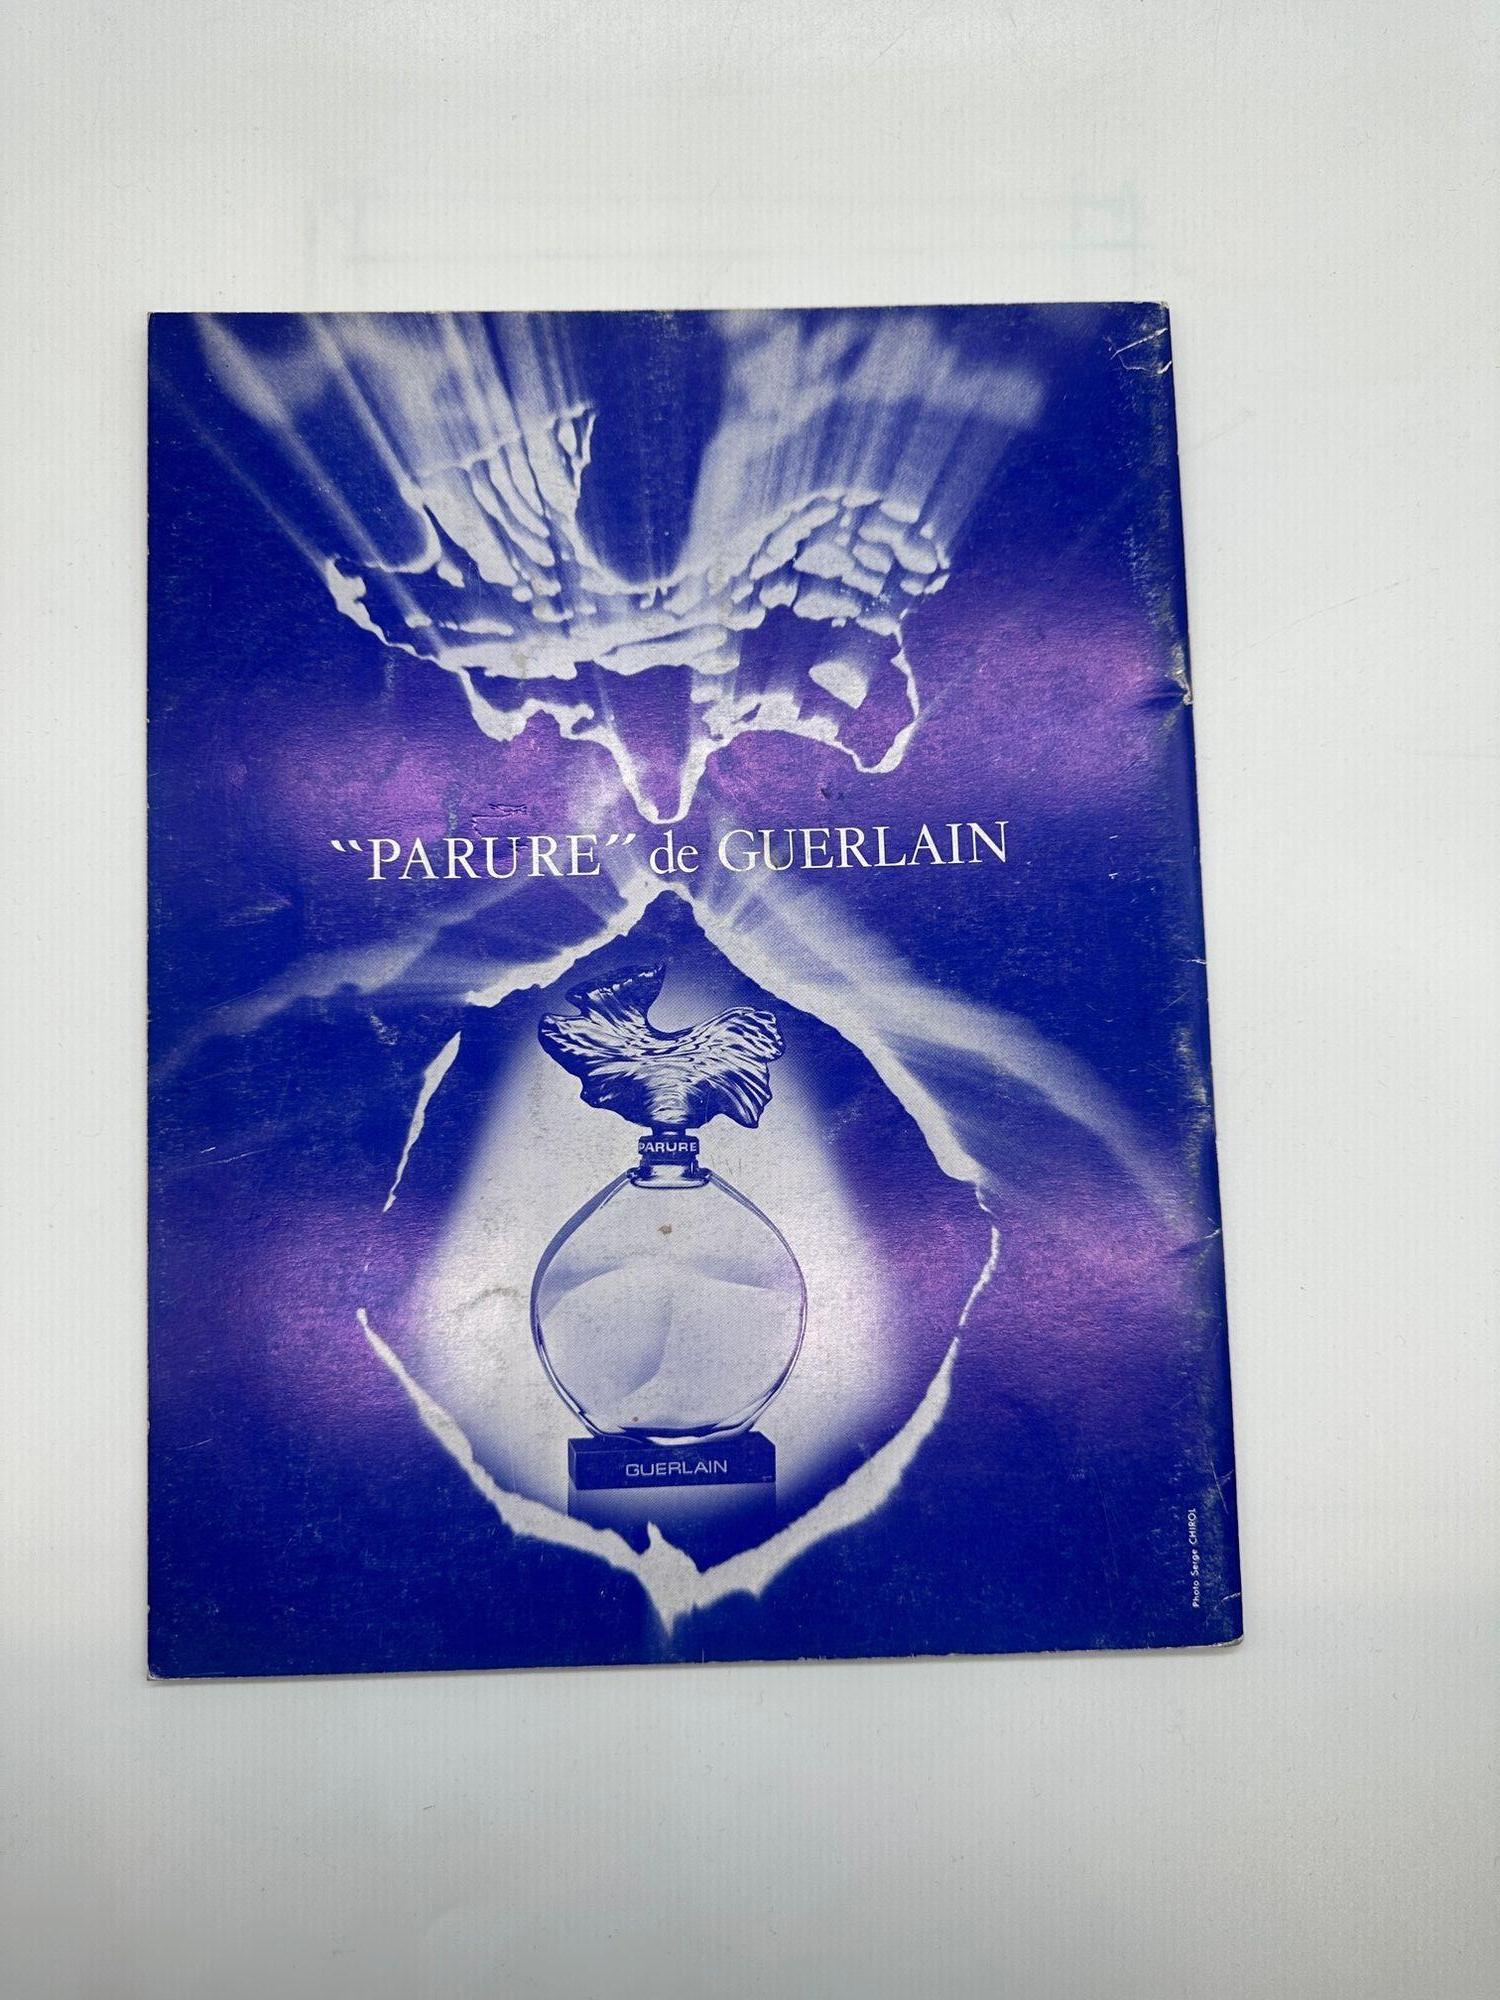 “PARURE” de GUERLAIN
PARURE
GUERLAIN
Photo Serge CHIROL